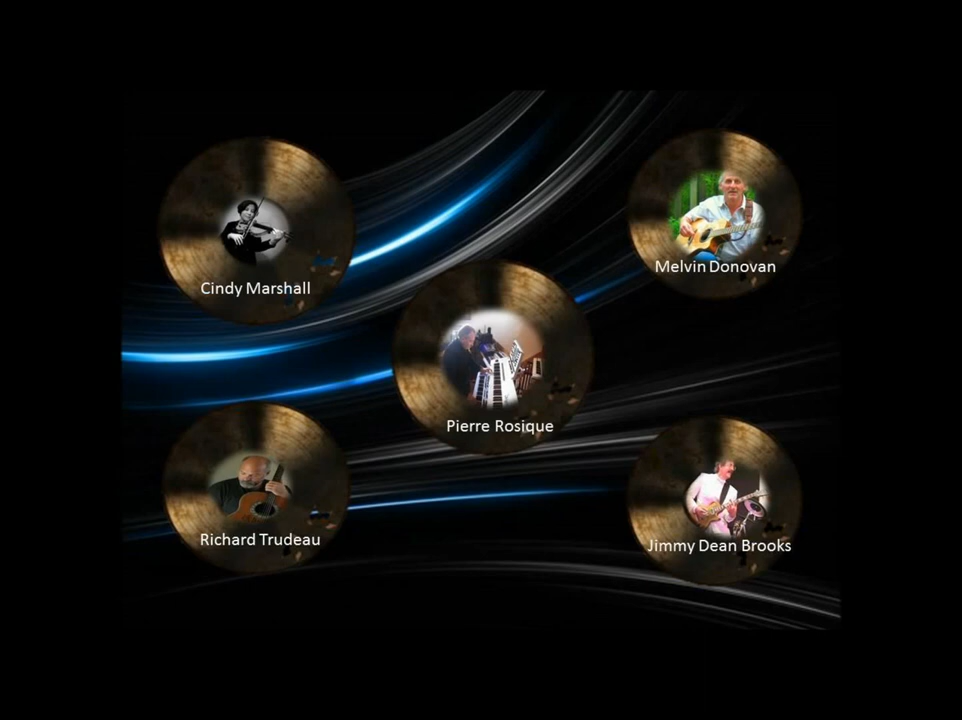 Cindy Marshall
Melvin Donovan
Pierre Rosique
Richard Trudeau
Jimmy Dean Brooks